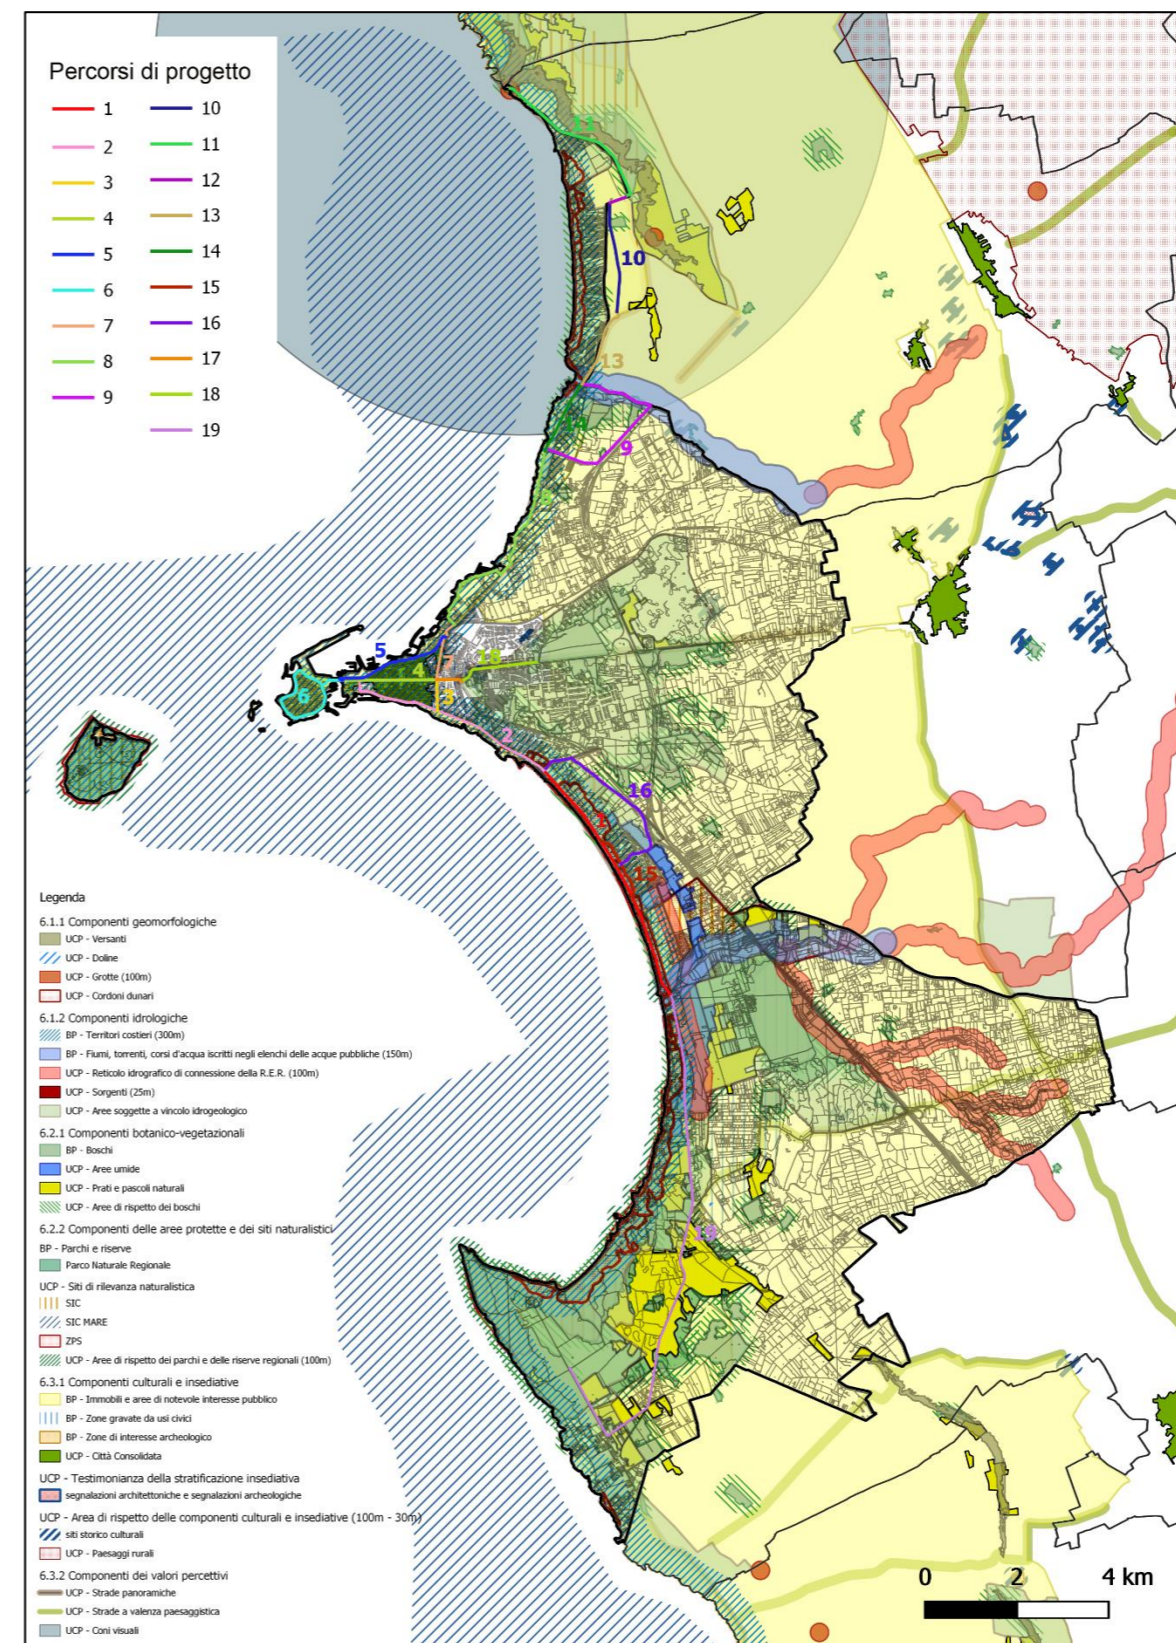 Percorsi di progetto
1 10
2 11
3 12
4 13
5 14
6 15
7 16
8 17
9 18
19
11
10
13
14
9
8
5
7
18
4
6
3
2
16
1
15
19
Legenda
6.1.1 Componenti geomorfologiche
UCP - Versanti
UCP - Doline
UCP - Grotte (100m)
UCP - Cordoni dunari
6.1.2 Componenti idrologiche
BP - Territori costieri (300m)
BP - Fiumi, torrenti, corsi d'acqua iscritti negli elenchi delle acque pubbliche (150m)
UCP - Reticolo idrografico di connessione della R.E.R. (100m)
UCP - Sorgenti (25m)
UCP - Aree soggette a vincolo idrogeologico
6.2.1 Componenti botanico-vegetazionali
BP - Boschi
UCP - Aree umide
UCP - Prati e pascoli naturali
UCP - Aree di rispetto dei boschi
6.2.2 Componenti delle aree protette e dei siti naturalistici
BP - Parchi e riserve
Parco Naturale Regionale
UCP - Siti di rilevanza naturalistica
SIC
SIC MARE
ZPS
UCP - Aree di rispetto dei parchi e delle riserve regionali (100m)
6.3.1 Componenti culturali e insediative
BP - Immobili e aree di notevole interesse pubblico
BP - Zone gravate da usi civici
BP - Zone di interesse archeologico
UCP - Città Consolidata
UCP - Testimonianza della stratificazione insediativa
segnalazioni architettoniche e segnalazioni archeologiche
UCP - Area di rispetto delle componenti culturali e insediative (100m - 30m)
siti storico culturali
UCP - Paesaggi rurali
6.3.2 Componenti dei valori percettivi
UCP - Strade panoramiche
UCP - Strade a valenza paesaggistica
UCP - Coni visuali
0 2 4 km